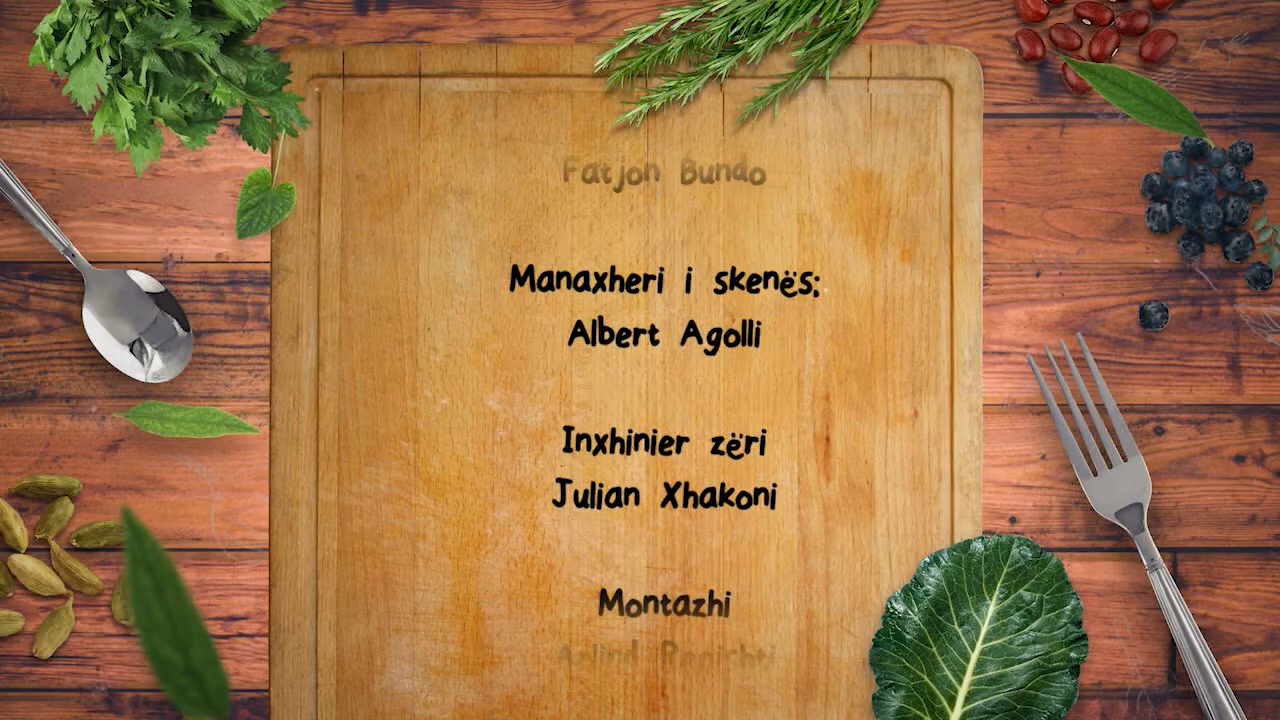 Fatjon Bundo
Manaxheri i skenës:
Albert Agolli
Inxhinier zëri
Julian Xhakoni
Montazhi